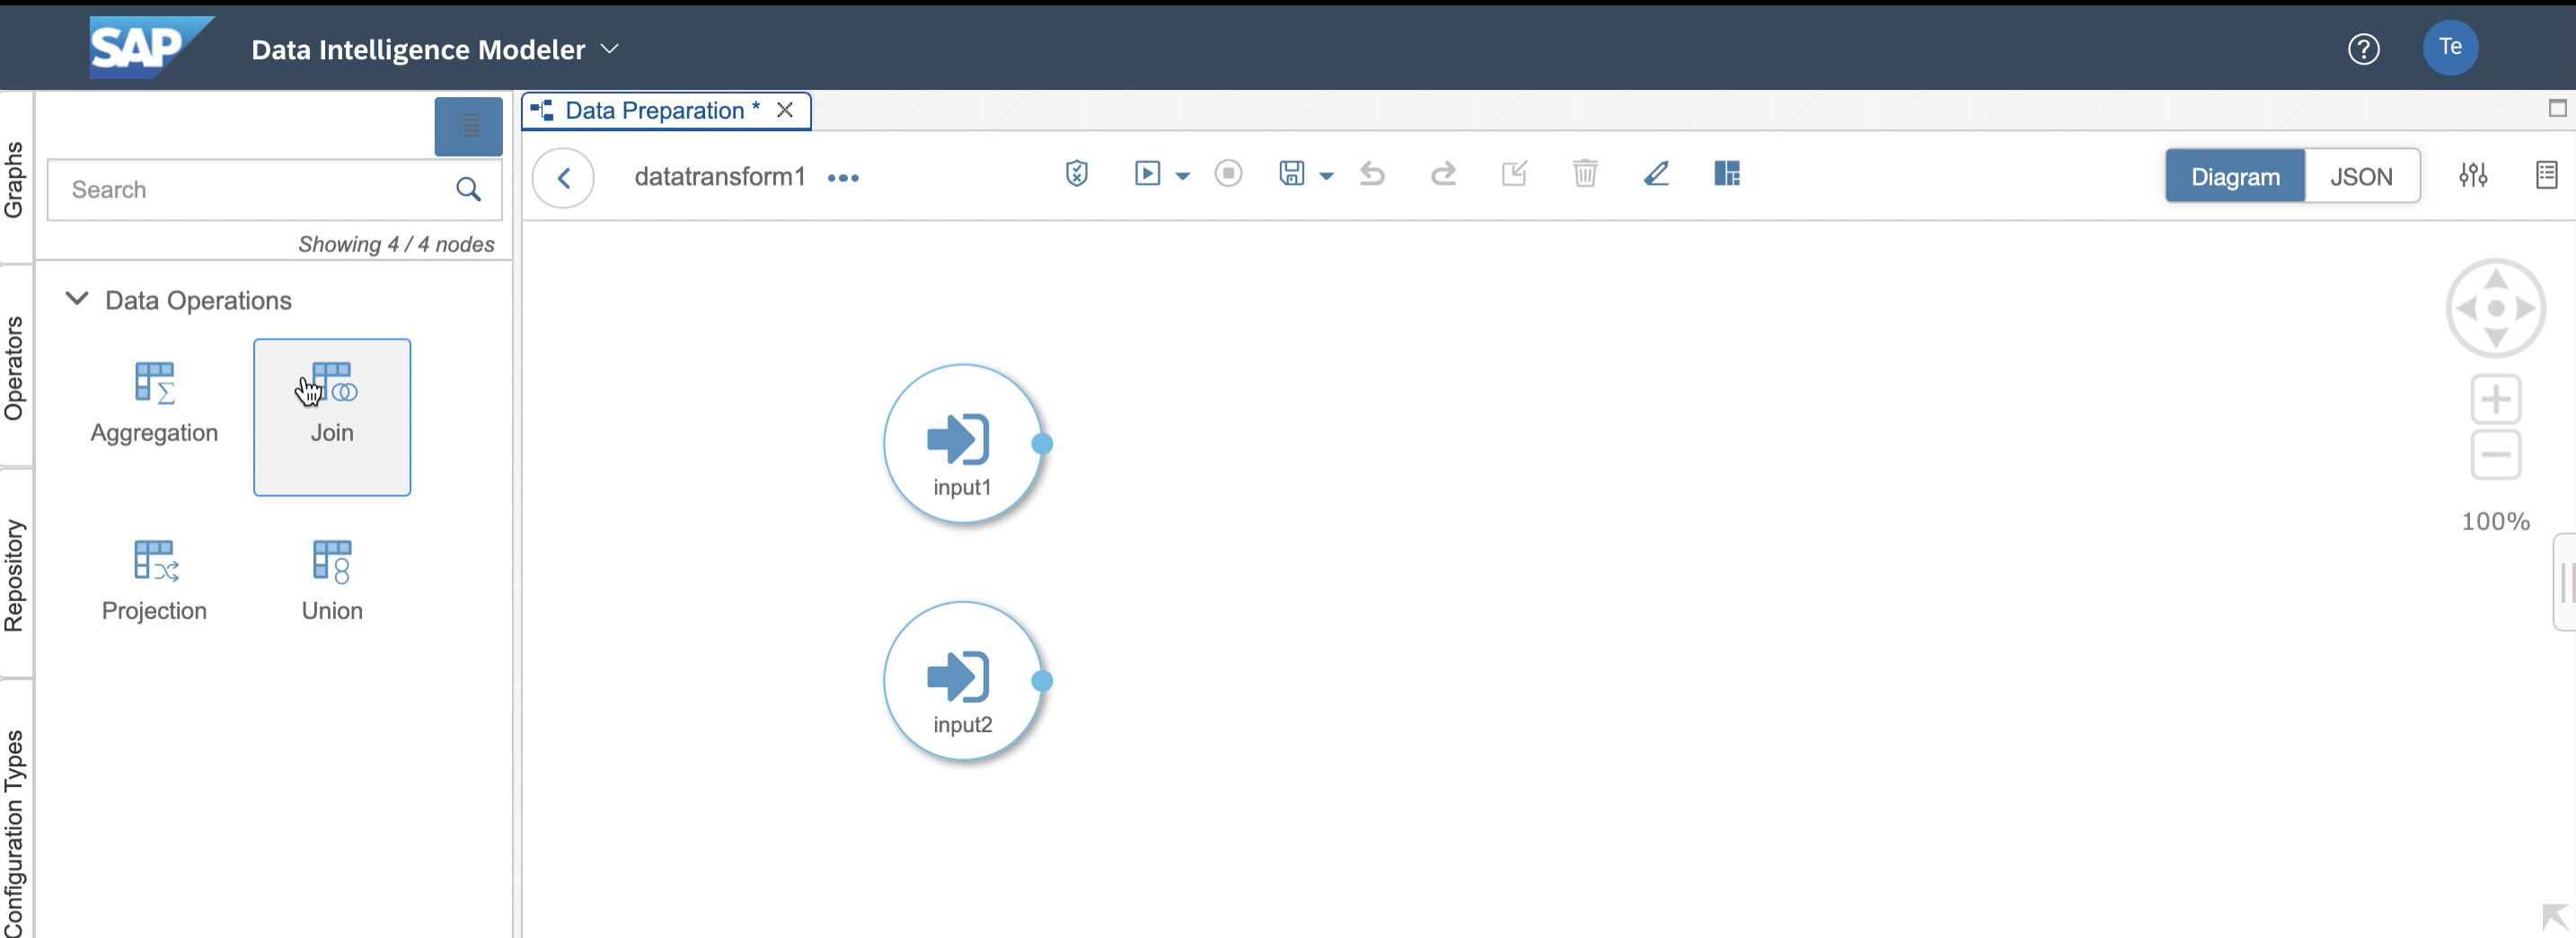 SAP
Data Intelligence Modeler
?
Te
Graphs
Operators
Repository
Configuration Types
Search
Showing 4 / 4 nodes
Data Operations
Aggregation
Join
Projection
Union
Data Preparation *
datatransform1
Diagram
JSON
input1
input2
100%